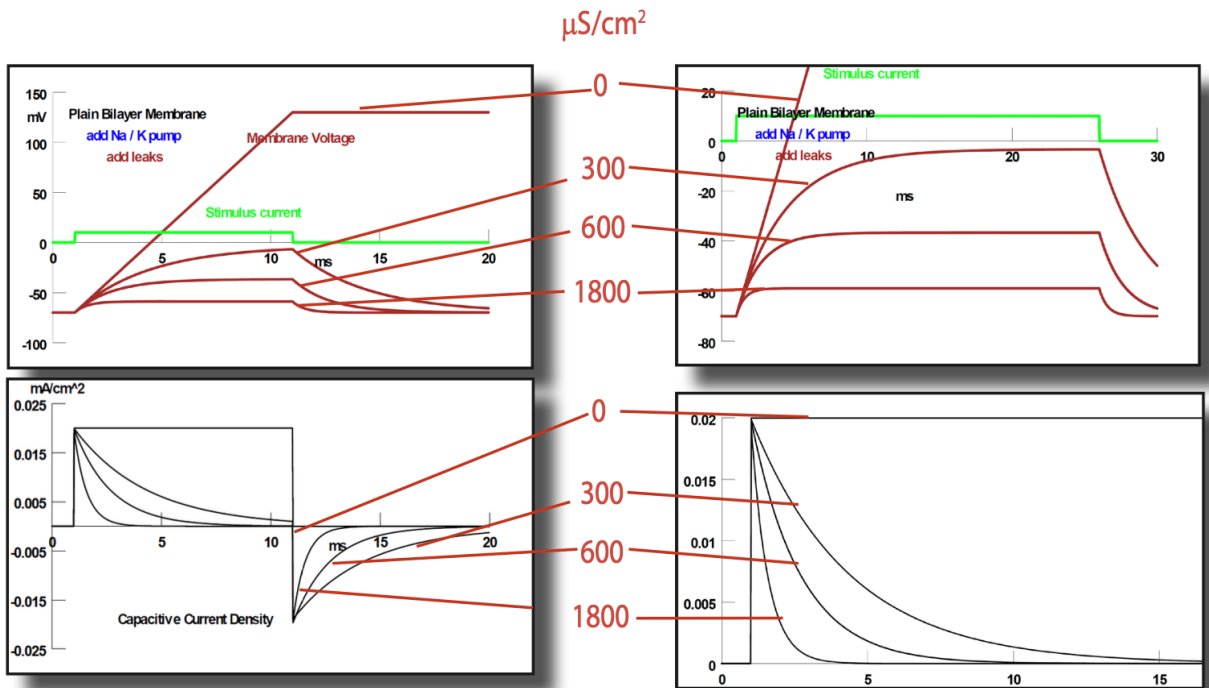 μS/cm²
150
mV
100
50
0
-50
-100
5
10
15
20
ms
Plain Bilayer Membrane
add Na / K pump
add leaks
Membrane Voltage
Stimulus current
0
300
600
1800
20
0
-20
-40
-60
-80
10
20
30
ms
Stimulus current
Plain Bilayer Membrane
add Na / K pump
add leaks
mA/cm^2
0.025
0.015
0.005
-0.005
-0.015
-0.025
0
5
10
15
20
ms
Capacitive Current Density
0
300
600
1800
0.02
0.015
0.01
0.005
0
0
5
10
15